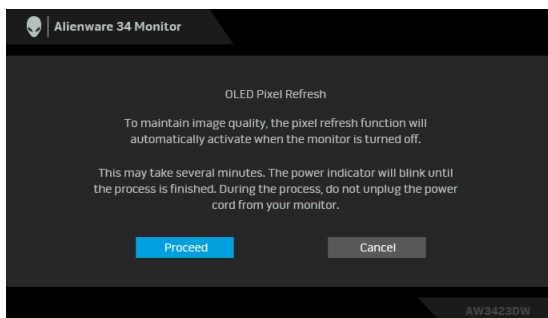 Alienware 34 Monitor
OLED Pixel Refresh
To maintain image quality, the pixel refresh function will
automatically activate when the monitor is turned off.
This may take several minutes. The power indicator will blink until
the process is finished. During the process, do not unplug the power
cord from your monitor.
Proceed
Cancel
AW3423DW